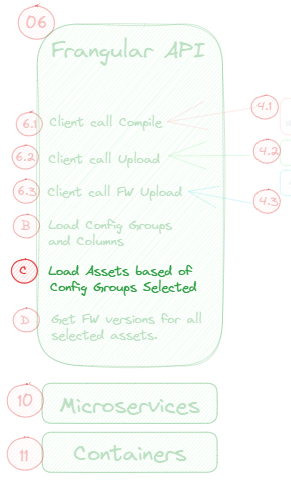 06
Frangular API
4.1
6.1 Client call Compile
4.2
6.2 Client call Upload
6.3 Client call FW Upload
4.3
B Load Config Groups
and Columns
C Load Assets based of
Config Groups Selected
D Get FW versions for all
selected assets.
10 Microservices
11 Containers